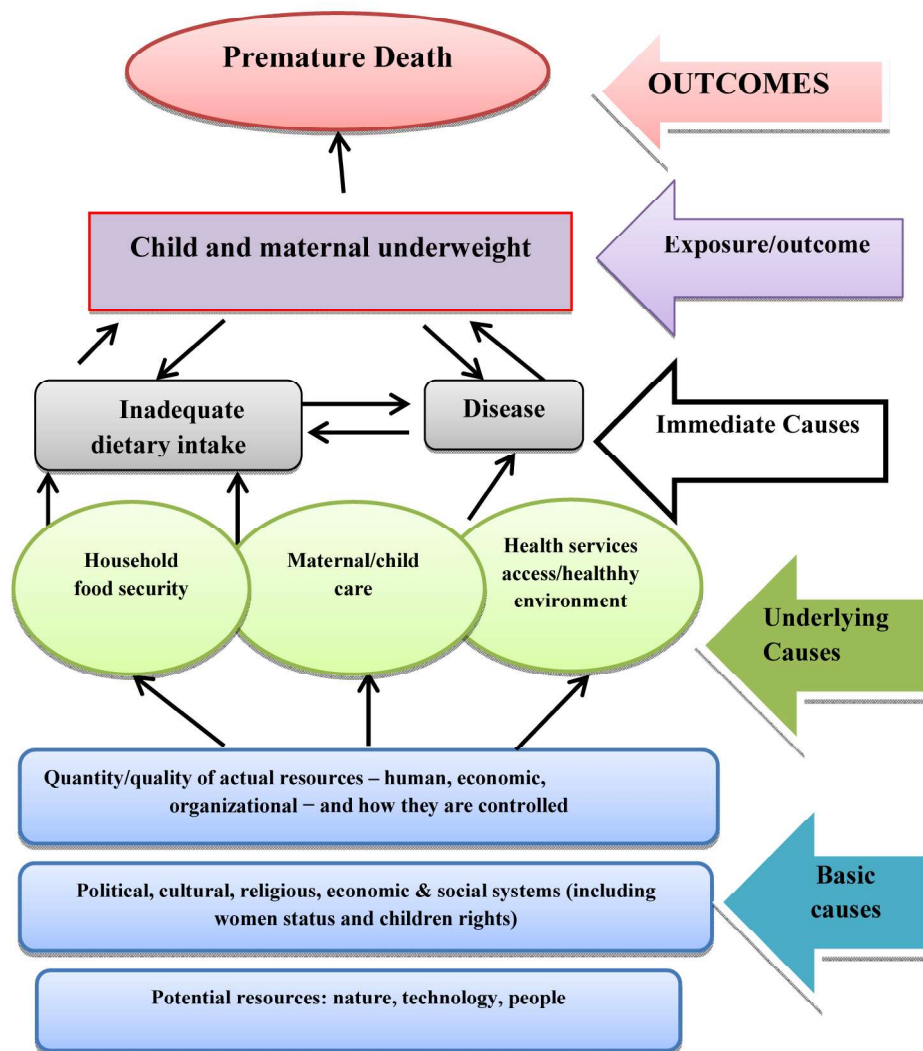 Premature Death
OUTCOMES
Child and maternal underweight
Exposure/outcome
Inadequate
dietary intake
Disease
Immediate Causes
Household
food security
Maternal/child
care
Health services
access/healthhy
environment
Underlying
Causes
Quantity/quality of actual resources – human, economic,
organizational – and how they are controlled
Political, cultural, religious, economic & social systems (including
women status and children rights)
Basic
causes
Potential resources: nature, technology, people